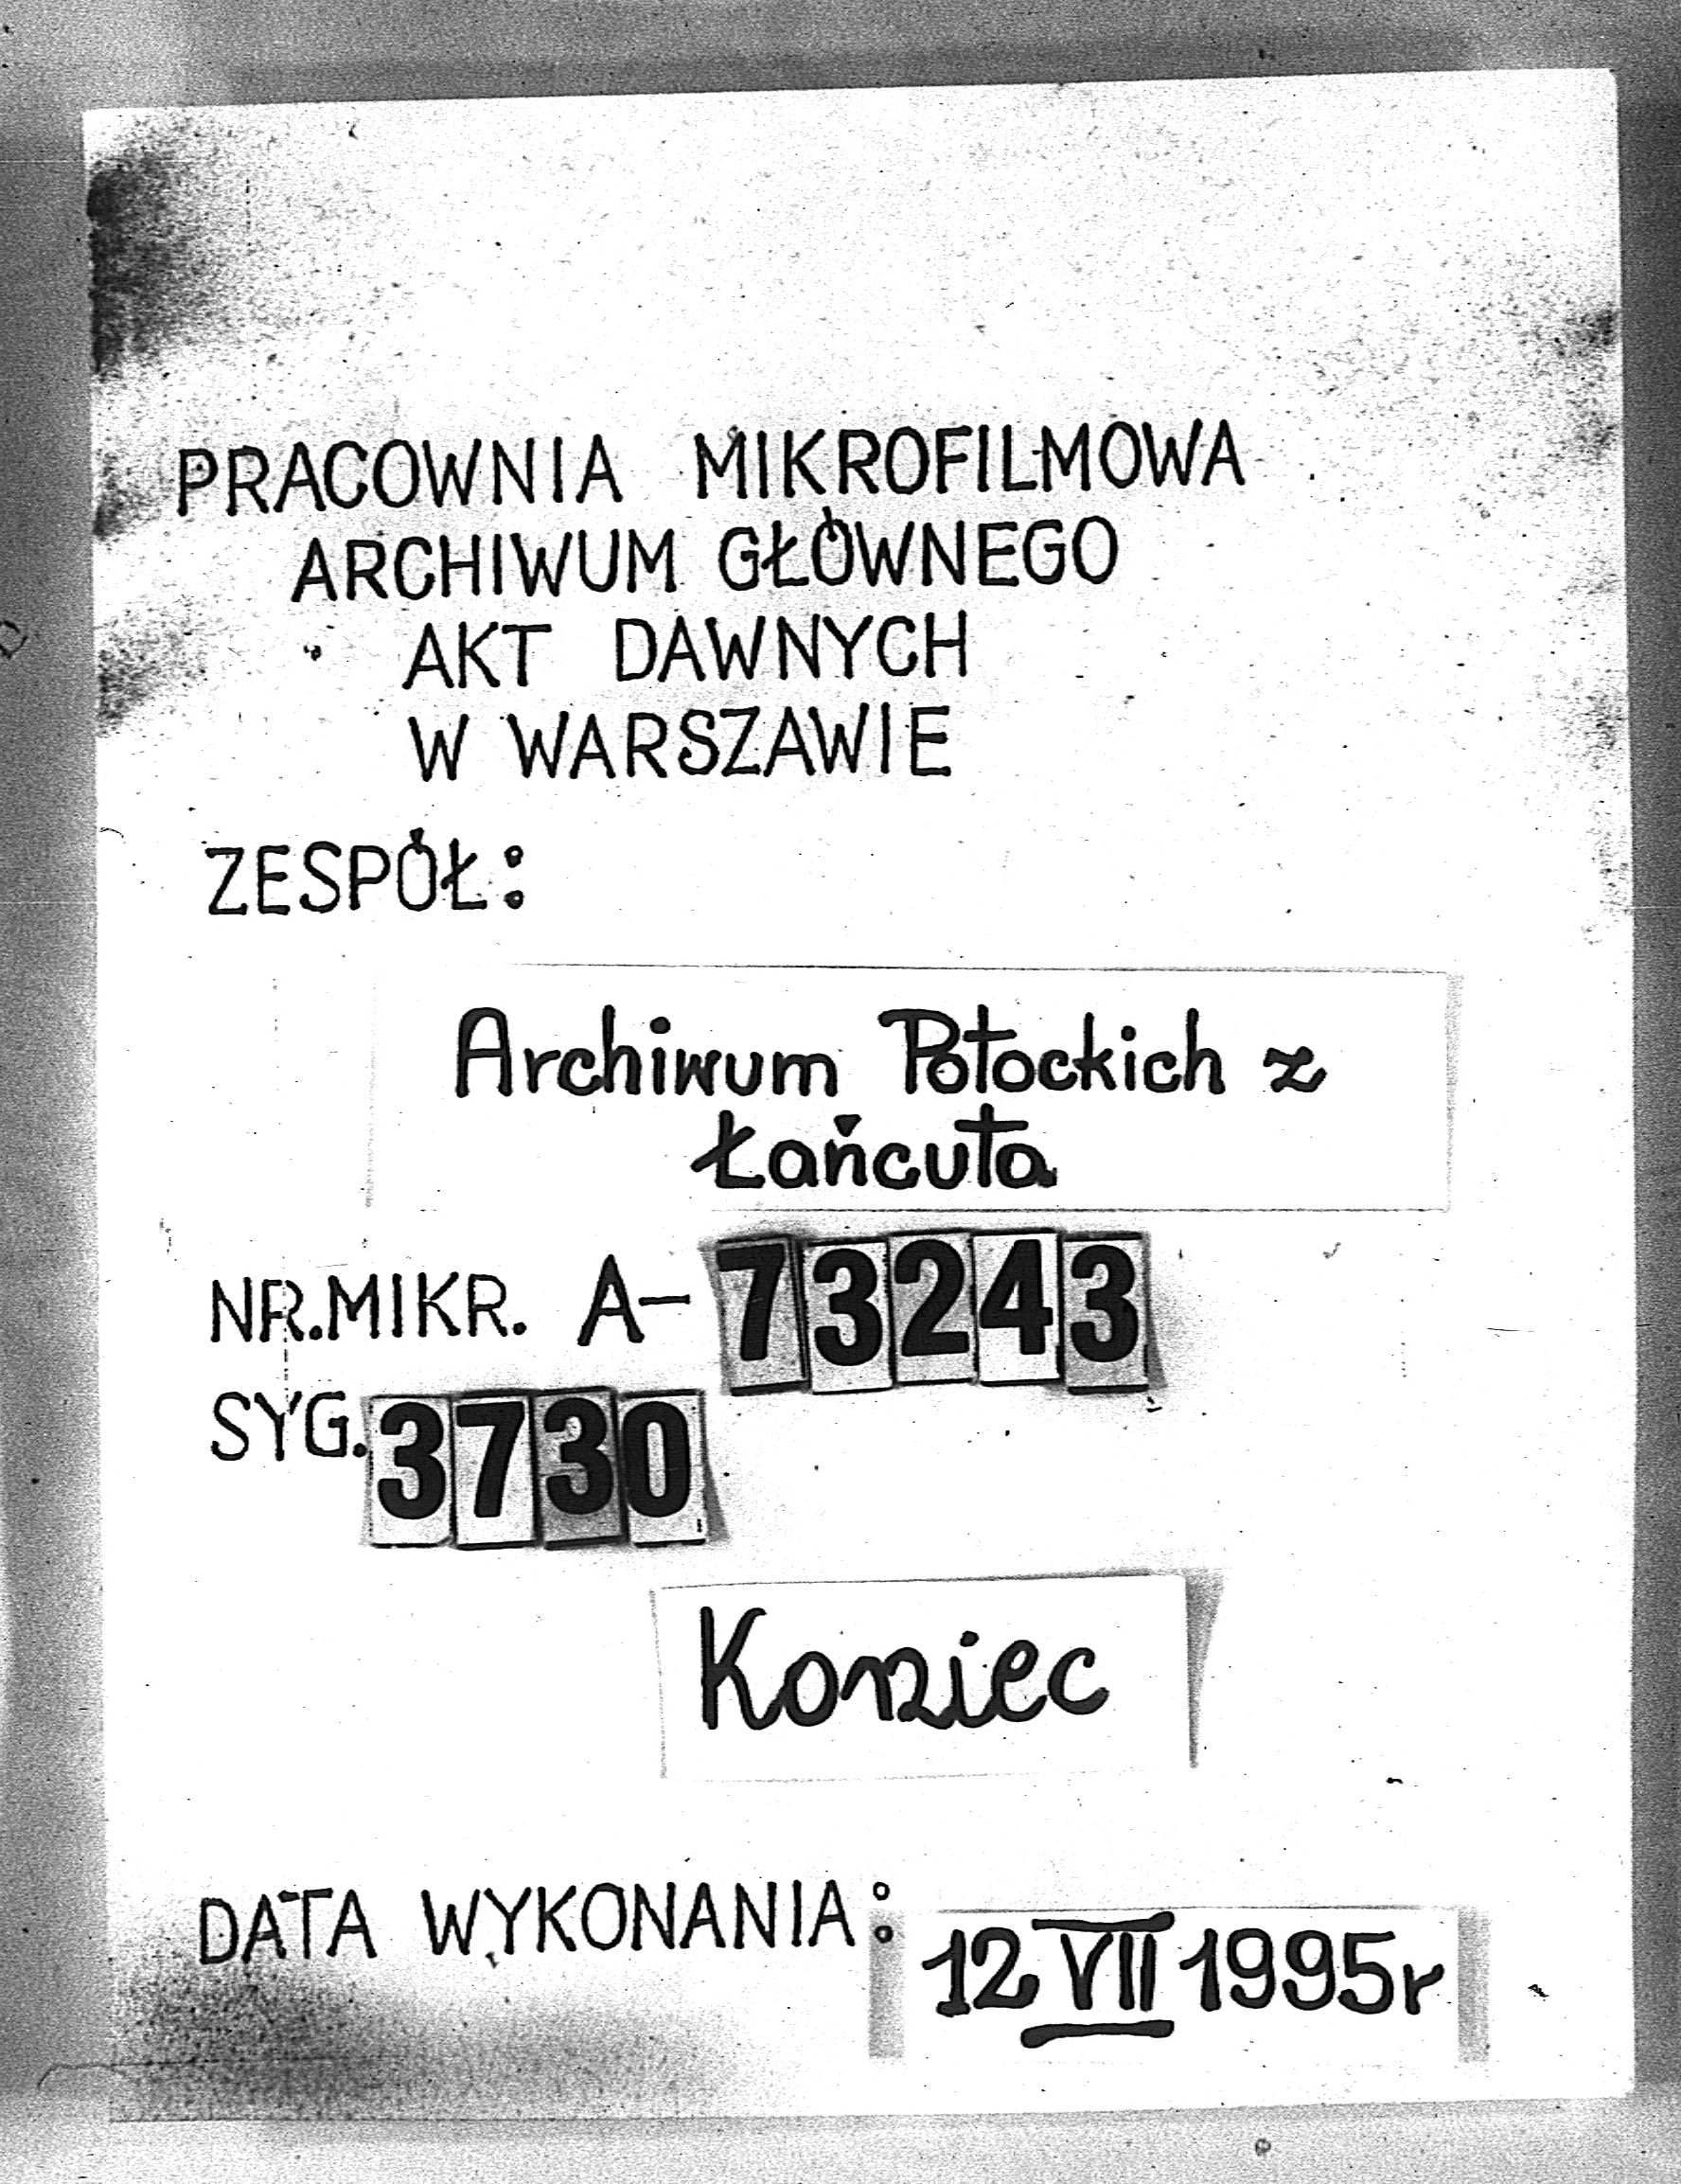 PRACOWNIA MIKROFILMOWA
ARCHIWUM GŁÓWNEGO
AKT DAWNYCH
W WARSZAWIE
ZESPÓŁ:
Archiwum Potockich z
Łańcuta
NR.MIKR. A-73243
SYG. 3730
Koniec
DATA WYKONANIA: 12 VII 1995r